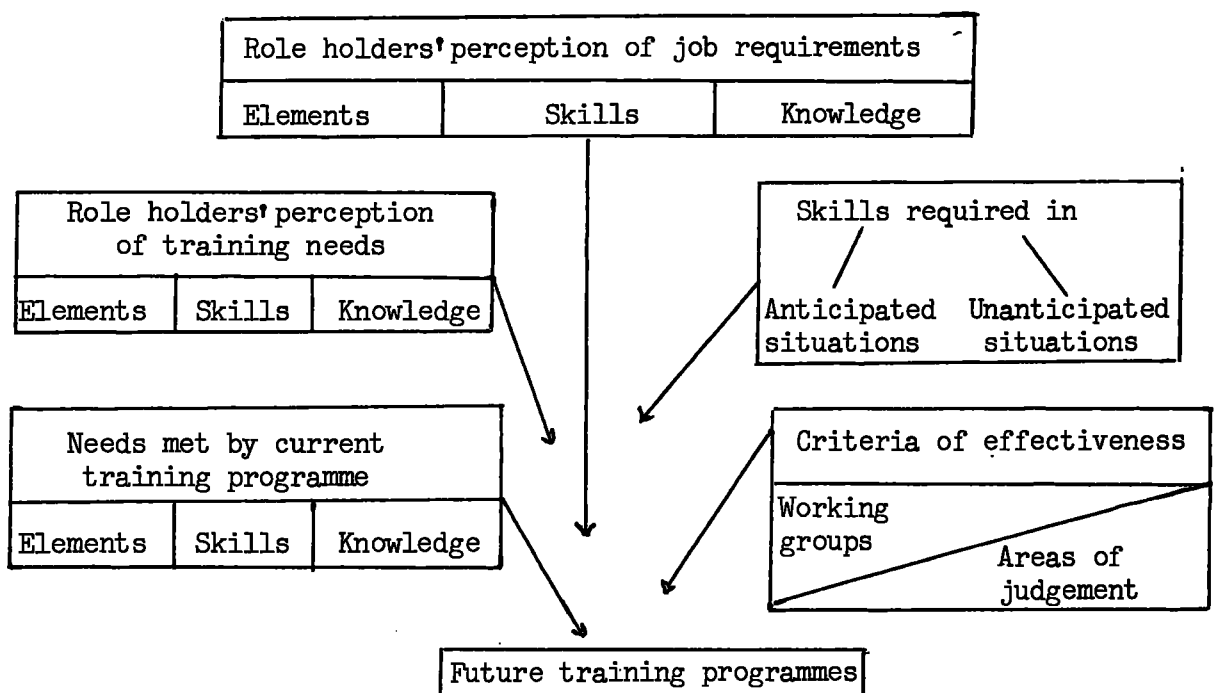 Role holders' perception of job requirements
Elements Skills Knowledge
Role holders' perception
of training needs
Elements Skills Knowledge
Skills required in
Anticipated Unanticipated
situations situations
Needs met by current
training programme
Elements Skills Knowledge
Criteria of effectiveness
Working
groups
Areas of
judgement
Future training programmes